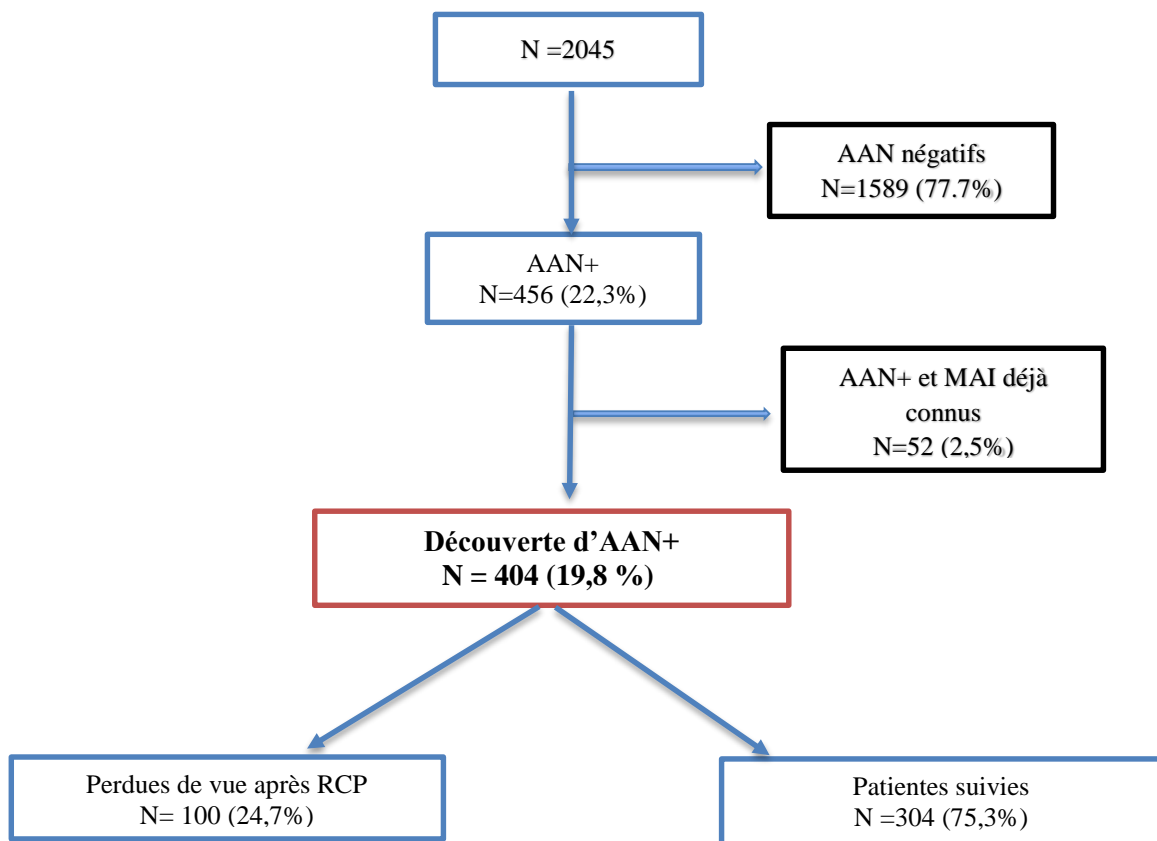 N =2045
AAN négatifs
N=1589 (77.7%)
AAN+
N=456 (22,3%)
AAN+ et MAI déjà
connus
N=52 (2,5%)
Découverte d’AAN+
N = 404 (19,8 %)
Perdues de vue après RCP
N= 100 (24,7%)
Patientes suivies
N =304 (75,3%)